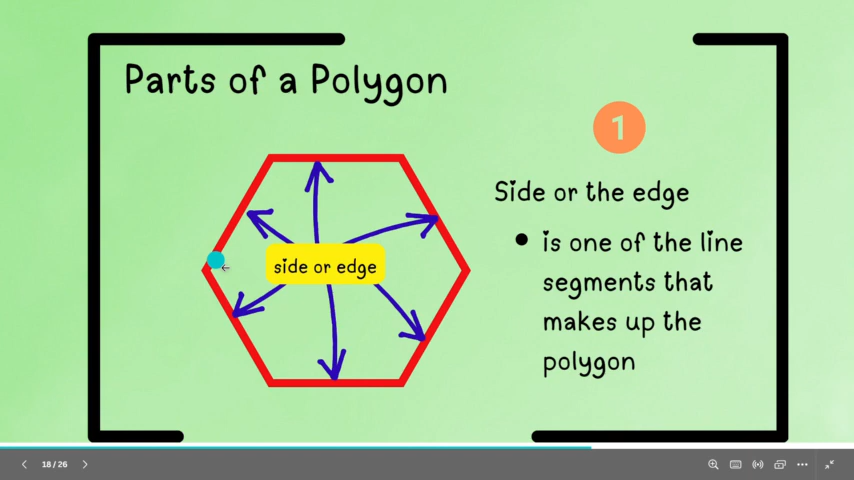 Parts of a Polygon
1
Side or the edge
• is one of the line
segments that
makes up the
polygon
side or edge
18 / 26